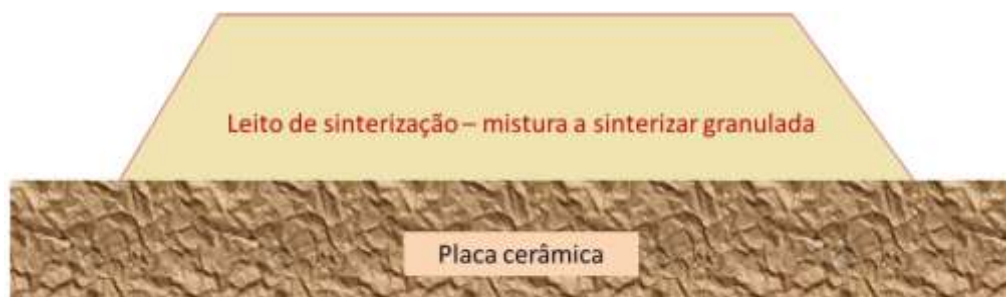 Leito de sinterização – mistura a sinterizar granulada
Placa cerâmica